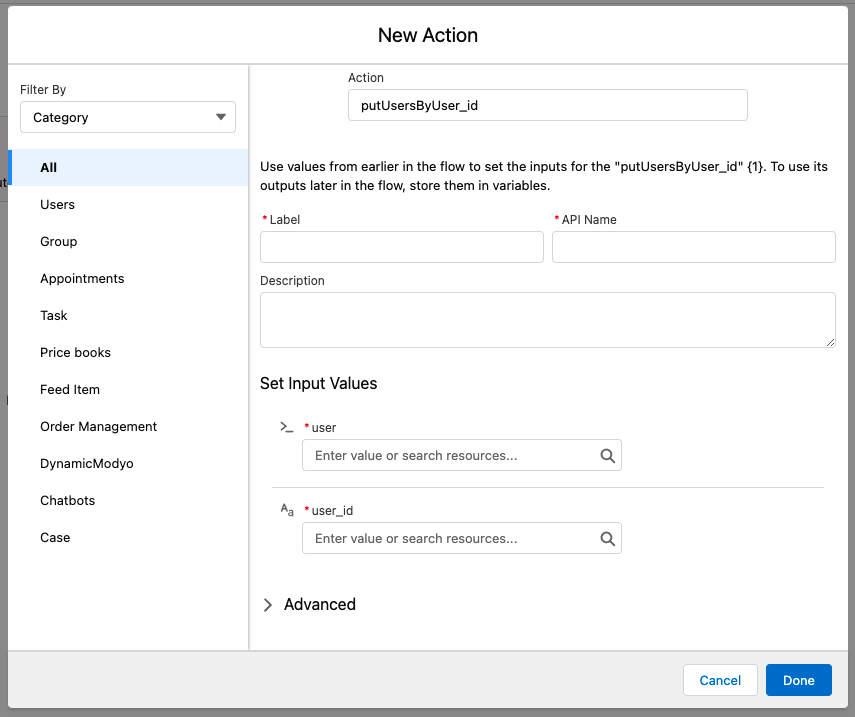 New Action
Filter By
Category
All
Users
Group
Appointments
Task
Price books
Feed Item
Order Management
DynamicModyo
Chatbots
Case
Action
putUsersByUser_id
Use values from earlier in the flow to set the inputs for the "putUsersByUser_id" {1}. To use its
outputs later in the flow, store them in variables.
* Label
* API Name
Description
Set Input Values
* user
Enter value or search resources...
Aa * user_id
Enter value or search resources...
Advanced
Cancel
Done